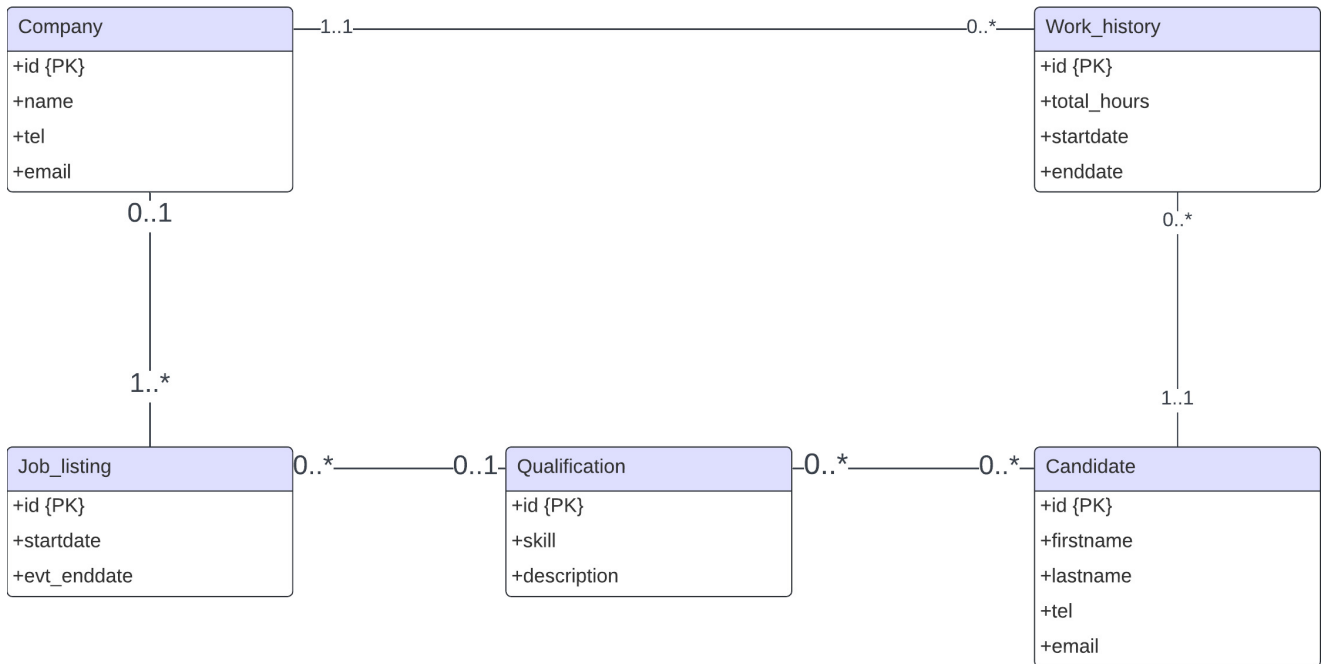 Company
+id {PK}
+name
+tel
+email
1..1
0..*
Work_history
+id {PK}
+total_hours
+startdate
+enddate
0..1
1..*
0..*
1..1
Job_listing
+id {PK}
+startdate
+evt_enddate
0..*
0..1
Qualification
+id {PK}
+skill
+description
0..*
0..*
Candidate
+id {PK}
+firstname
+lastname
+tel
+email